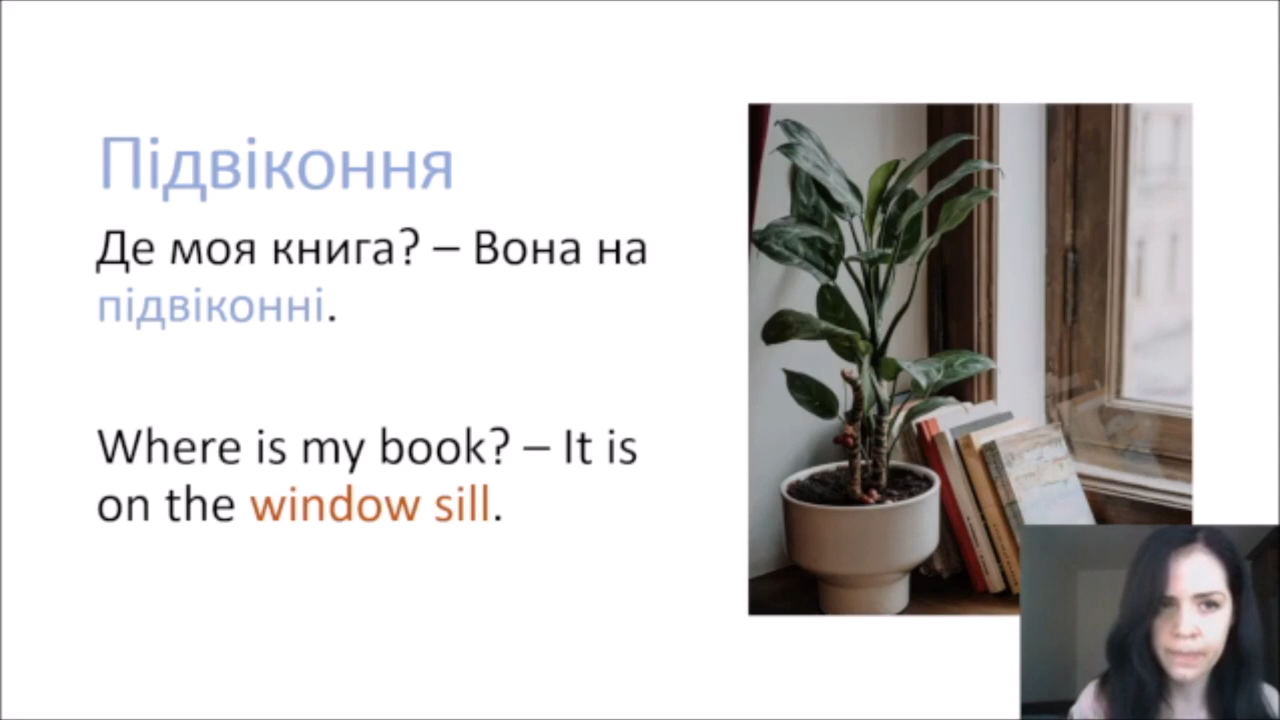 Підвіконня
Де моя книга? – Вона на
підвіконні.
Where is my book? – It is
on the window sill.